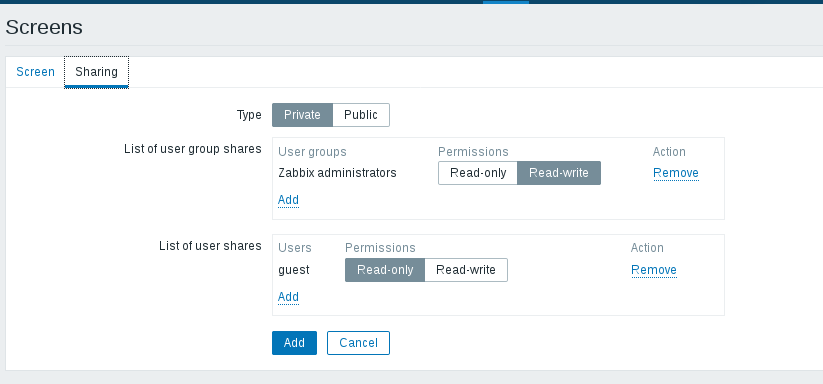 Screens
Screen Sharing
Type Private Public
List of user group shares User groups Permissions Action
Zabbix administrators Read-only Read-write Remove
Add
List of user shares Users Permissions Action
guest Read-only Read-write Remove
Add
Add Cancel